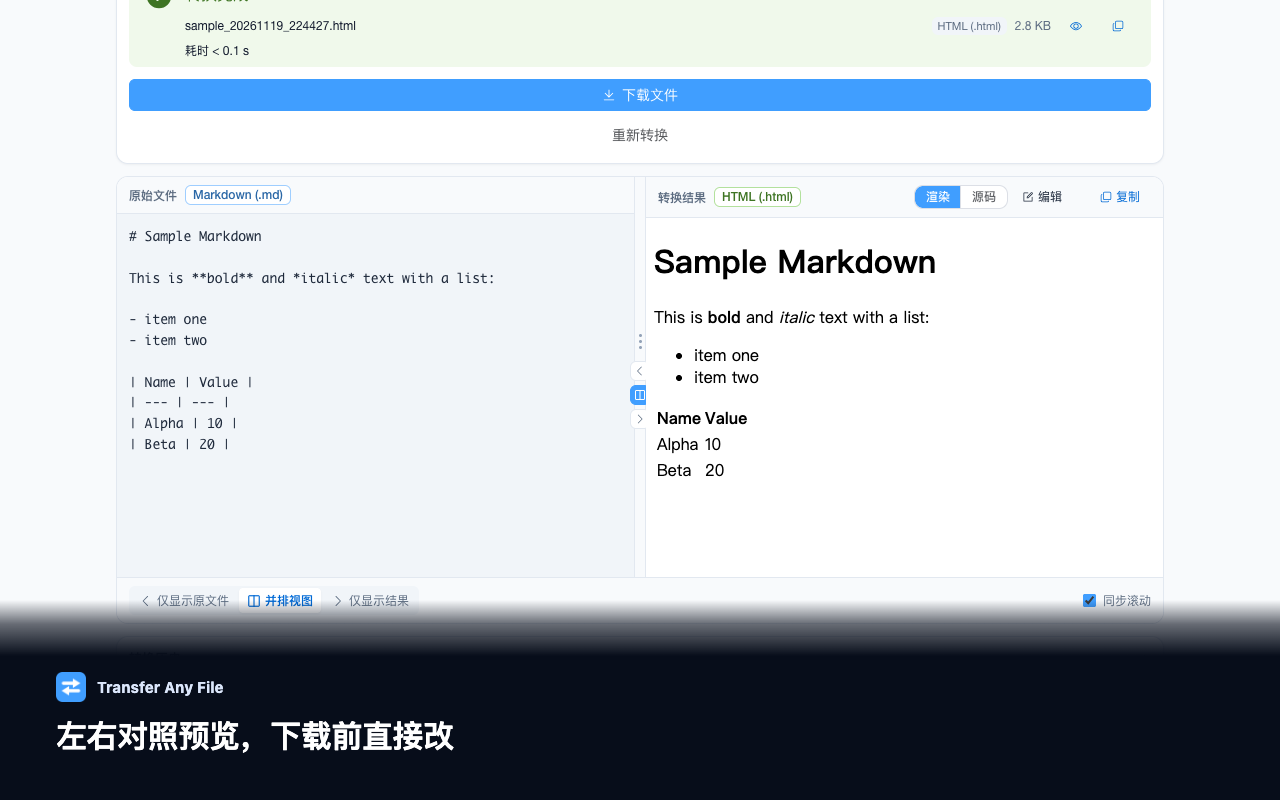 sample_20261119_224427.html HTML (.html) 2.8 KB
耗时 < 0.1 s
下载文件
重新转换
原始文件 Markdown (.md)
# Sample Markdown
This is **bold** and *italic* text with a list:
- item one
- item two
| Name | Value |
| --- | --- |
| Alpha | 10 |
| Beta | 20 |
转换结果 HTML (.html) 渲染 源码 编辑 复制
Sample Markdown
This is bold and italic text with a list:
• item one
• item two
Name Value
Alpha 10
Beta 20
仅显示原文件 并排视图 仅显示结果 同步滚动
Transfer Any File
左右对照预览，下载前直接改